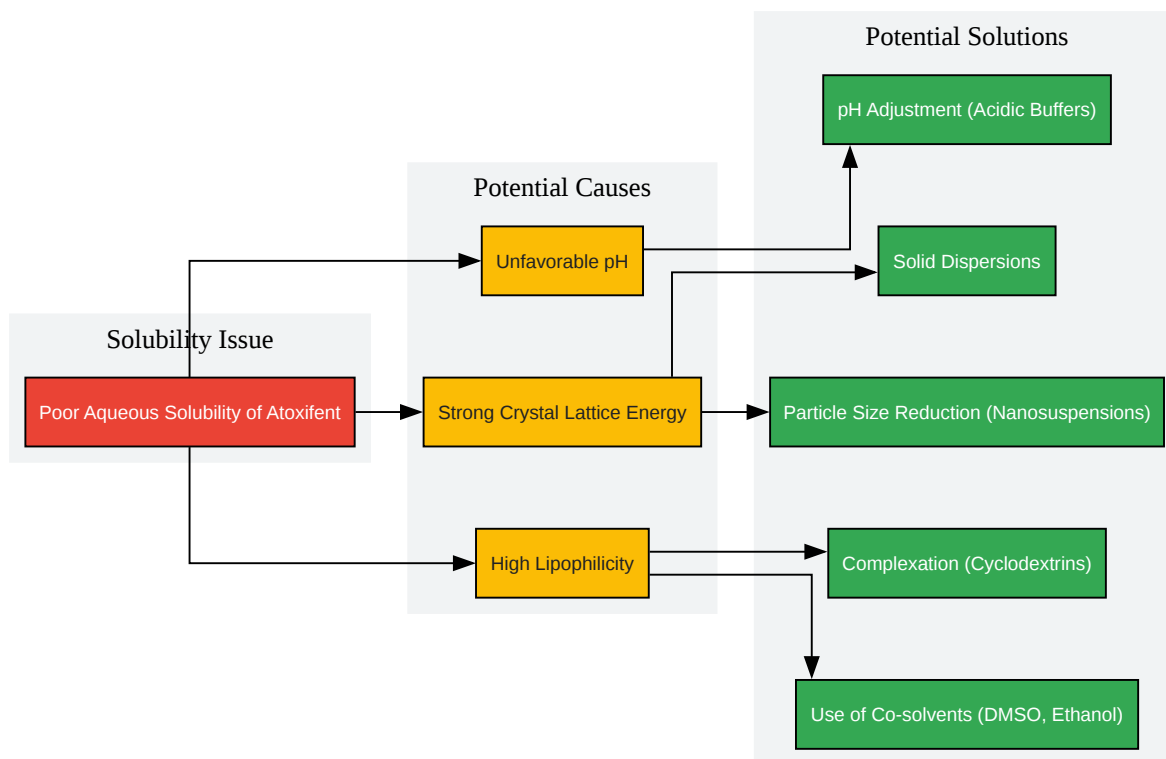 Solubility Issue
Poor Aqueous Solubility of Atoxifent
Potential Causes
Unfavorable pH
Strong Crystal Lattice Energy
High Lipophilicity
Potential Solutions
pH Adjustment (Acidic Buffers)
Solid Dispersions
Particle Size Reduction (Nanosuspensions)
Complexation (Cyclodextrins)
Use of Co-solvents (DMSO, Ethanol)